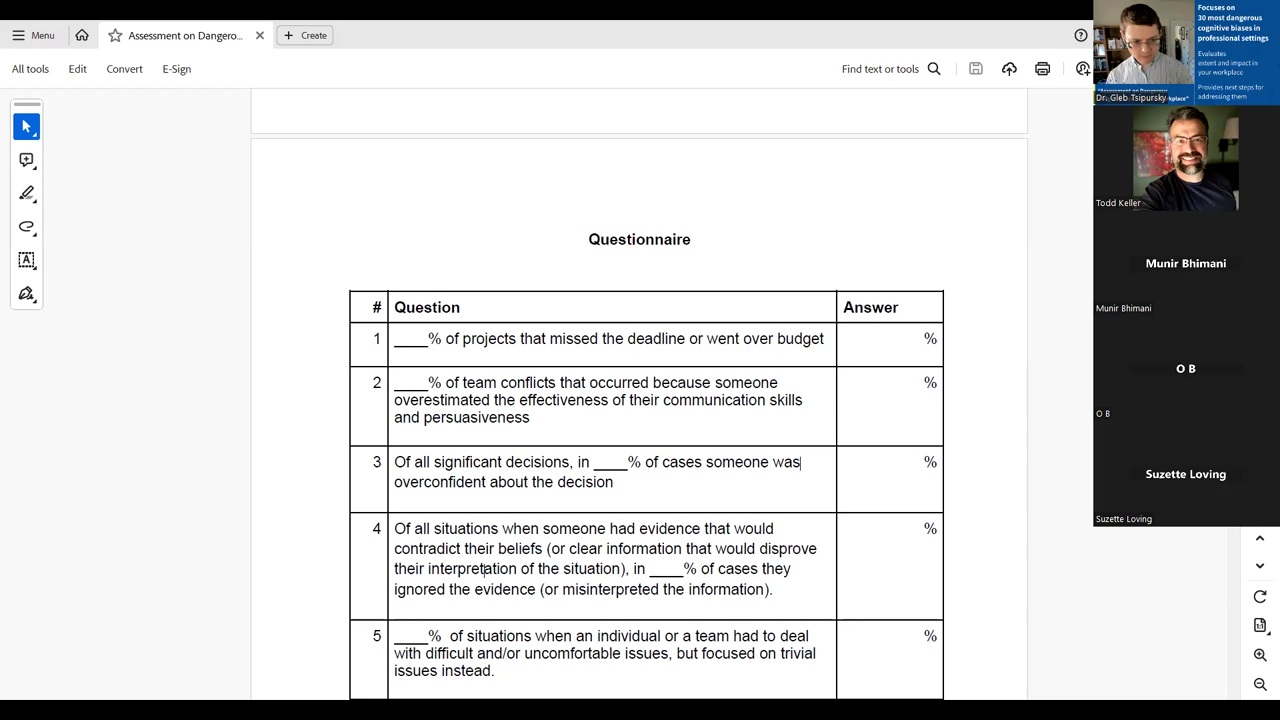 Menu
Assessment on Dangero...
Create
All tools
Edit
Convert
E-Sign
Find text or tools
Questionnaire
# Question Answer
1 ____% of projects that missed the deadline or went over budget %
2 ____% of team conflicts that occurred because someone %
overestimated the effectiveness of their communication skills
and persuasiveness
3 Of all significant decisions, in ____% of cases someone was %
overconfident about the decision
4 Of all situations when someone had evidence that would %
contradict their beliefs (or clear information that would disprove
their interpretation of the situation), in ____% of cases they
ignored the evidence (or misinterpreted the information).
5 ____% of situations when an individual or a team had to deal %
with difficult and/or uncomfortable issues, but focused on trivial
issues instead.
Focuses on
30 most dangerous
cognitive biases in
professional settings
Evaluates
extent and impact in
your workplace
Provides next steps for
addressing them
"Assessment on Dangerous
Dr. Gleb Tsipursky
kplace"
Todd Keller
Munir Bhimani
Munir Bhimani
O B
O B
Suzette Loving
Suzette Loving